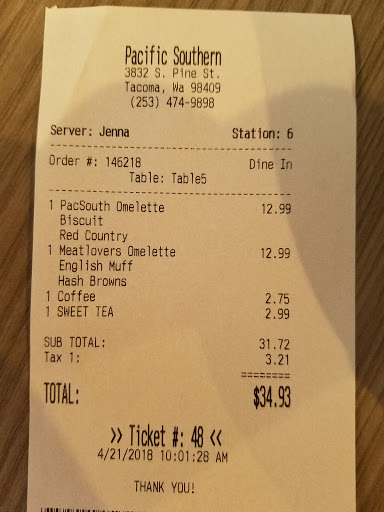 Pacific Southern
3832 S. Pine St.
Tacoma, Wa 98409
(253) 474-9898
Server: Jenna Station: 6
Order #: 146218 Dine In
Table: Table5
1 PacSouth Omelette 12.99
Biscuit
Red Country
1 Meatlovers Omelette 12.99
English Muff
Hash Browns
1 Coffee 2.75
1 SWEET TEA 2.99
SUB TOTAL: 31.72
Tax 1: 3.21
========
TOTAL: $34.93
>> Ticket #: 48 <<
4/21/2018 10:01:28 AM
THANK YOU!